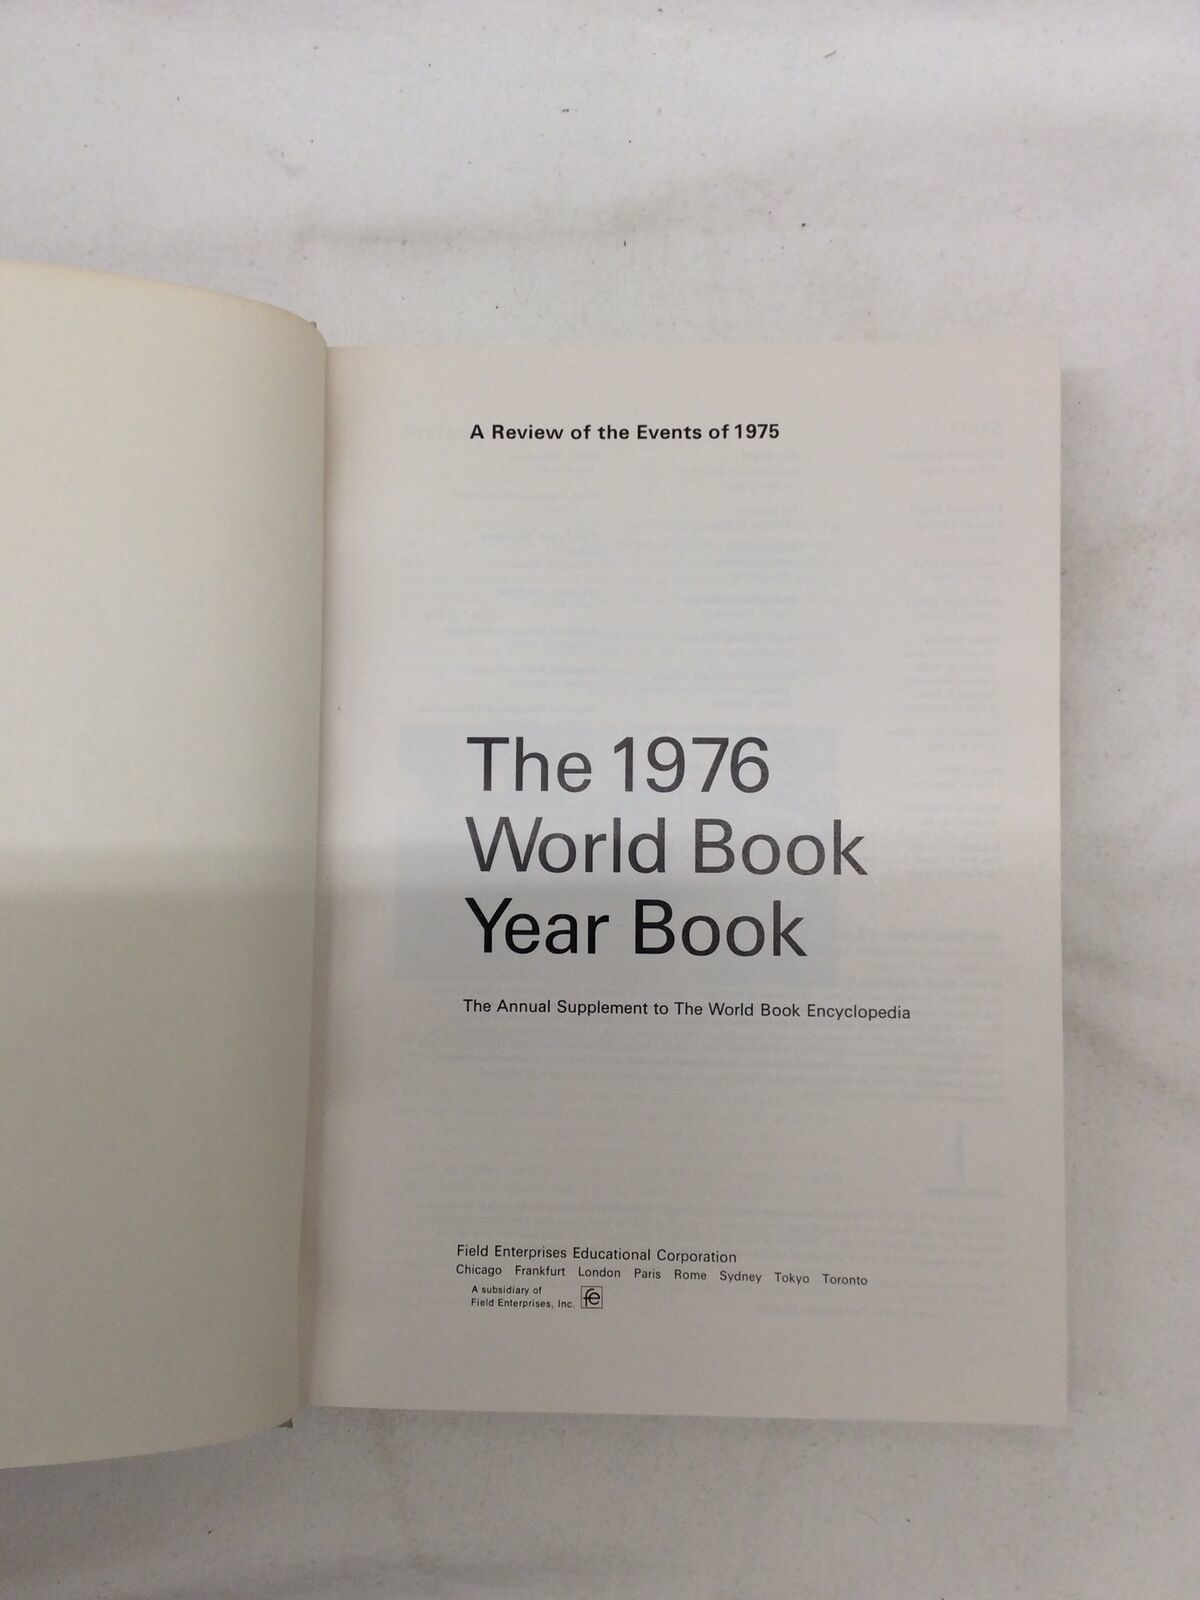 A Review of the Events of 1975
The 1976
World Book
Year Book
The Annual Supplement to The World Book Encyclopedia
Field Enterprises Educational Corporation
Chicago Frankfurt London Paris Rome Sydney Tokyo Toronto
A subsidiary of
Field Enterprises, Inc. fe